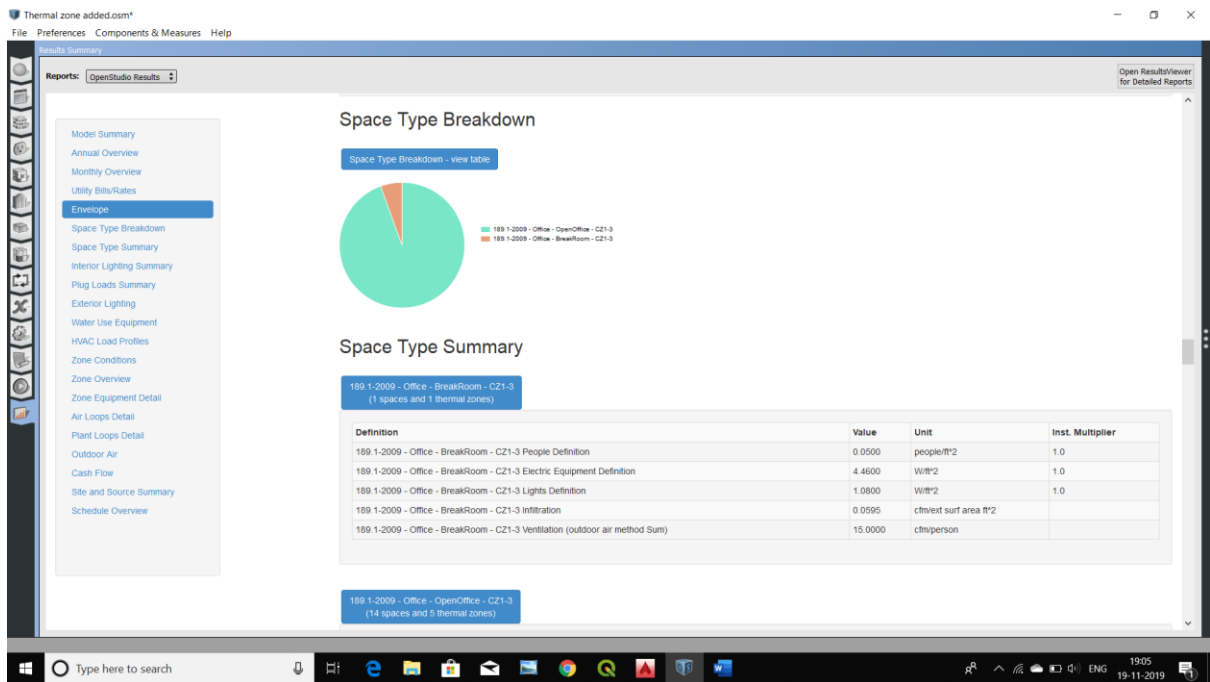 Thermal zone added.osm*
File Preferences Components & Measures Help
Results Summary
Reports: OpenStudio Results
Open ResultsViewer
for Detailed Reports
Model Summary
Annual Overview
Monthly Overview
Utility Bills/Rates
Envelope
Space Type Breakdown
Space Type Summary
Interior Lighting Summary
Plug Loads Summary
Exterior Lighting
Water Use Equipment
HVAC Load Profiles
Zone Conditions
Zone Overview
Zone Equipment Detail
Air Loops Detail
Plant Loops Detail
Outdoor Air
Cash Flow
Site and Source Summary
Schedule Overview
Space Type Breakdown
Space Type Breakdown - view table
189.1-2009 - Office - OpenOffice - CZ1-3
189.1-2009 - Office - BreakRoom - CZ1-3
Space Type Summary
189.1-2009 - Office - BreakRoom - CZ1-3
(1 spaces and 1 thermal zones)
Definition Value Unit Inst. Multiplier
189.1-2009 - Office - BreakRoom - CZ1-3 People Definition 0.0500 people/ft^2 1.0
189.1-2009 - Office - BreakRoom - CZ1-3 Electric Equipment Definition 4.4600 W/ft^2 1.0
189.1-2009 - Office - BreakRoom - CZ1-3 Lights Definition 1.0800 W/ft^2 1.0
189.1-2009 - Office - BreakRoom - CZ1-3 Infiltration 0.0595 cfm/ext surf area ft^2
189.1-2009 - Office - BreakRoom - CZ1-3 Ventilation (outdoor air method Sum) 15.0000 cfm/person
189.1-2009 - Office - OpenOffice - CZ1-3
(14 spaces and 5 thermal zones)
Type here to search
ENG
19:05
19-11-2019